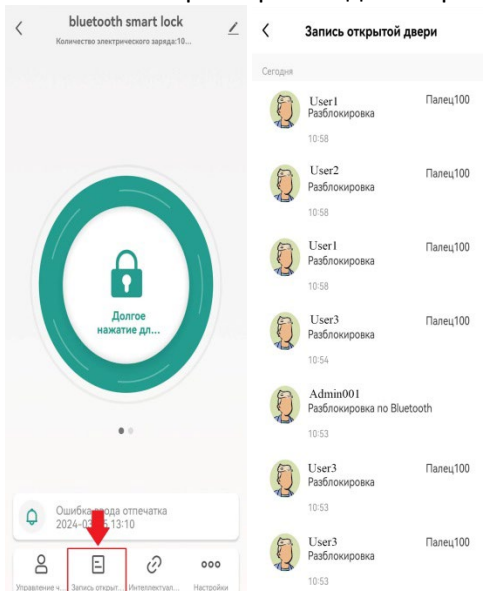 bluetooth smart lock
Количество электрического заряда:10...
Долгое
нажатие дл...
Ошибка ввода отпечатка
13:10
Управление ч...
Запись открыт...
Интеллектуал...
Настройки
Запись открытой двери
Сегодня
User1 Палец100
Разблокировка
10:58
User2 Палец100
Разблокировка
10:58
User1 Палец100
Разблокировка
10:58
User3 Палец100
Разблокировка
10:54
Admin001
Разблокировка по Bluetooth
10:53
User3 Палец100
Разблокировка
10:53
User3 Палец100
Разблокировка
10:53